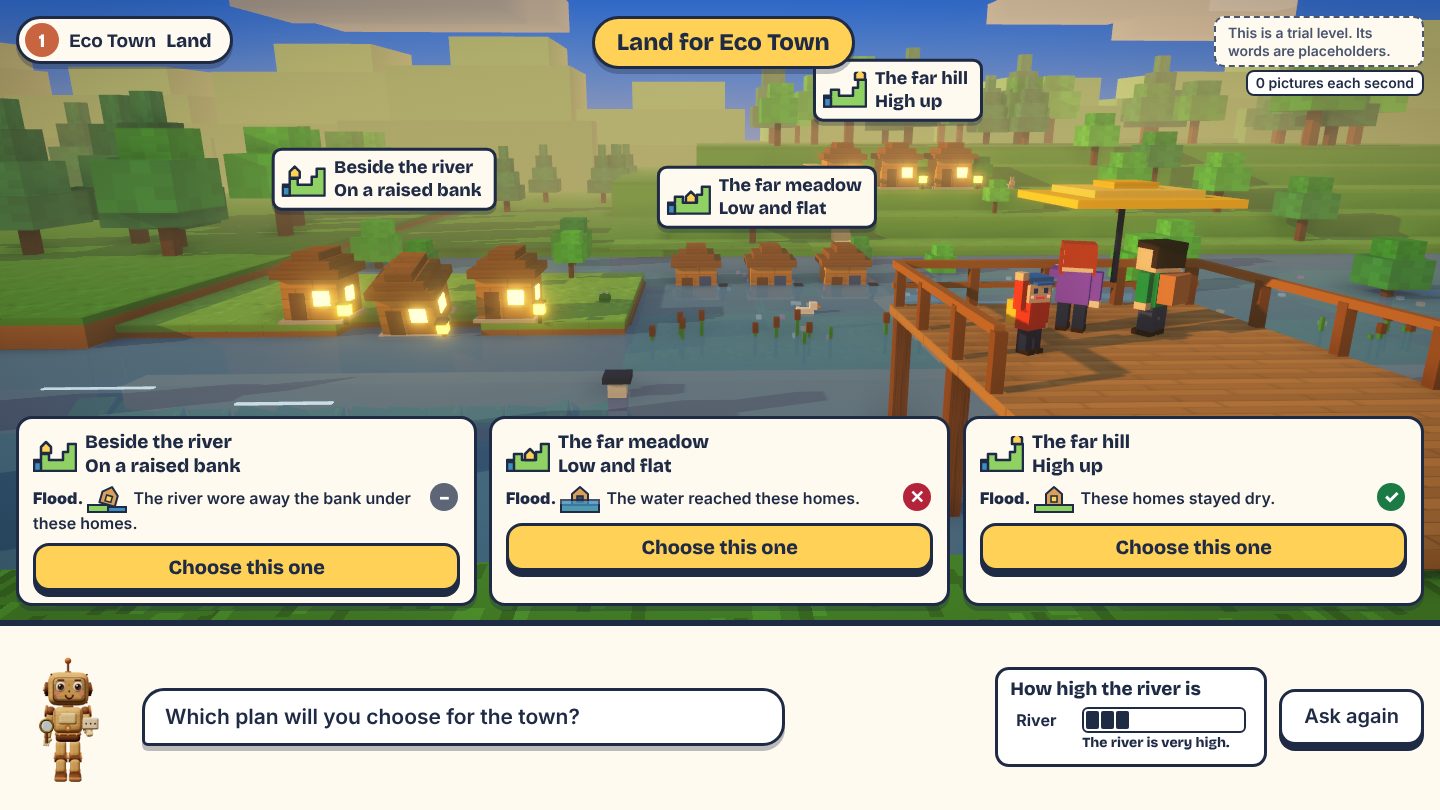 1 Eco Town Land
Land for Eco Town
This is a trial level. Its
words are placeholders.
0 pictures each second
The far hill
High up
Beside the river
On a raised bank
The far meadow
Low and flat
Beside the river
On a raised bank
Flood. The river wore away the bank under
these homes.
Choose this one
The far meadow
Low and flat
Flood. The water reached these homes.
Choose this one
The far hill
High up
Flood. These homes stayed dry.
Choose this one
Which plan will you choose for the town?
How high the river is
River
The river is very high.
Ask again